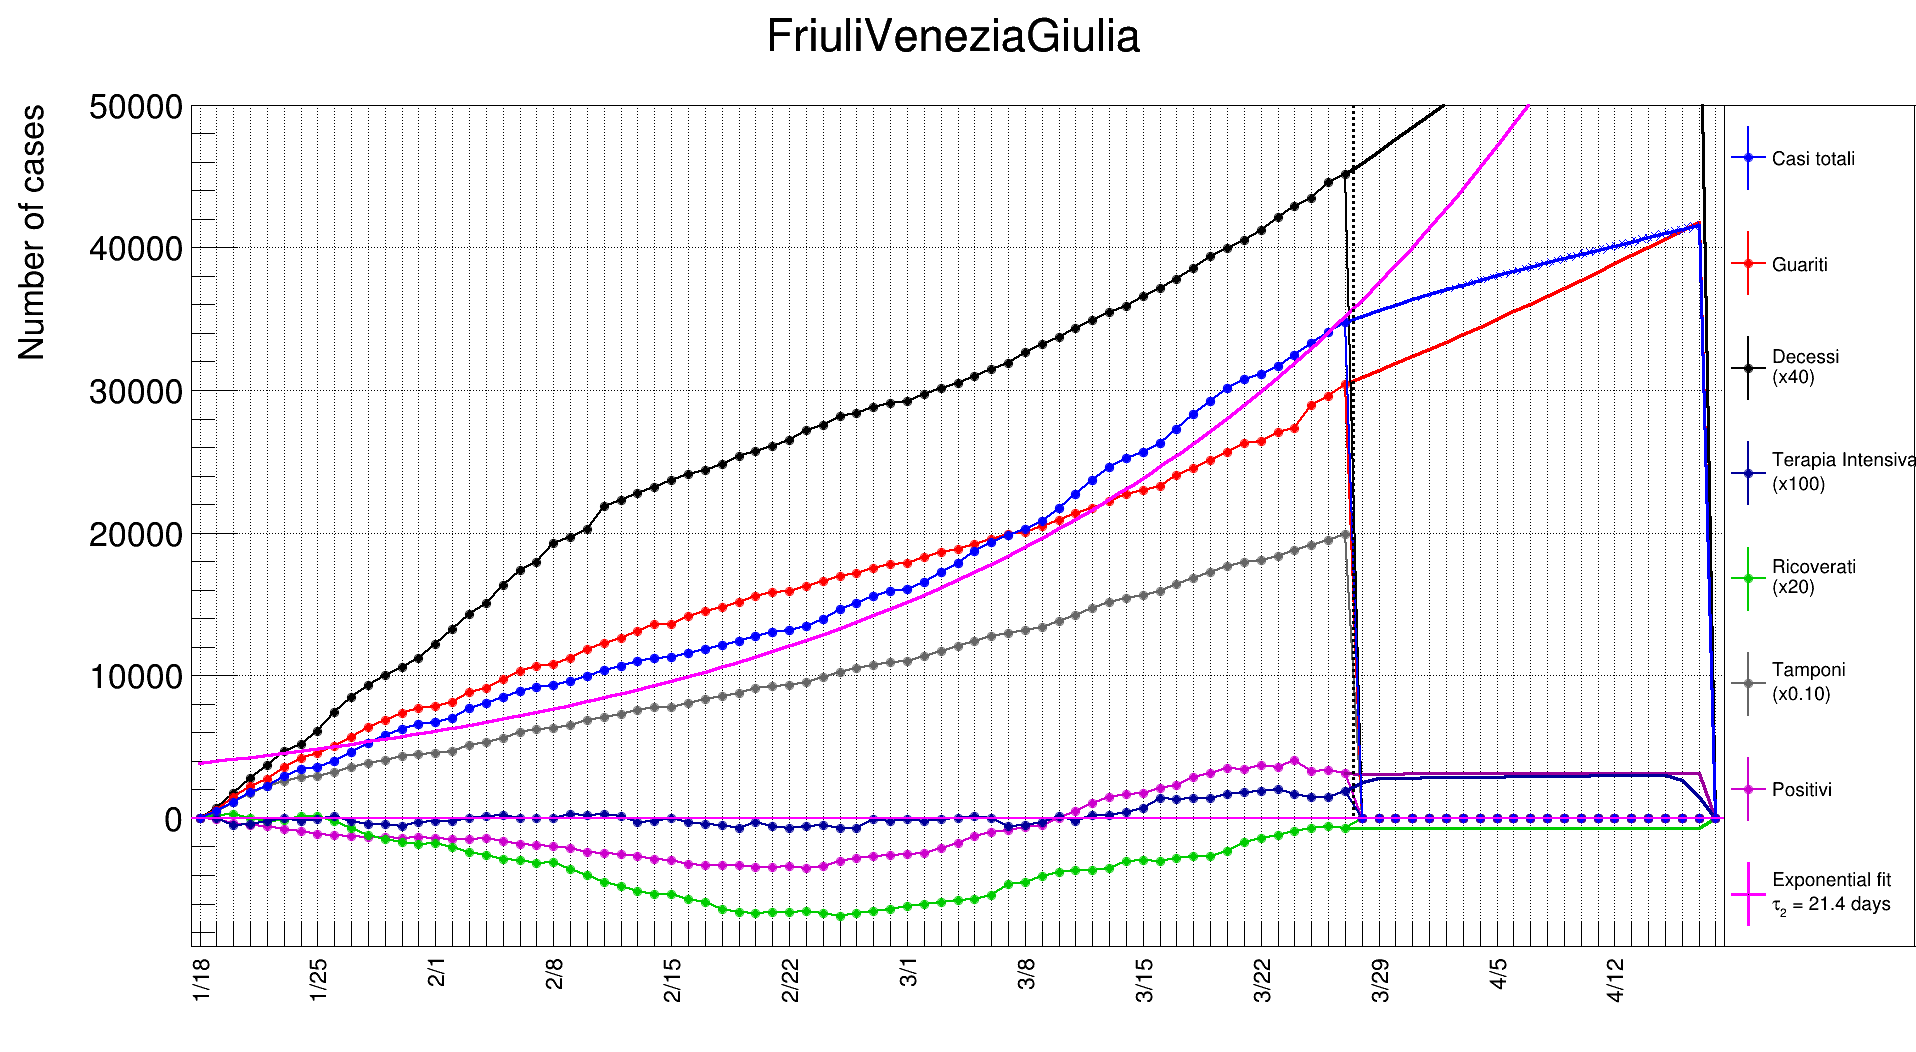 FriuliVeneziaGiulia
Number of cases
50000
40000
30000
20000
10000
0
1/18
1/25
2/1
2/8
2/15
2/22
3/1
3/8
3/15
3/22
3/29
4/5
4/12
Casi totali
Guariti
Decessi
(x40)
Terapia Intensiva
(x100)
Ricoverati
(x20)
Tamponi
(x0.10)
Positivi
Exponential fit
τ2 = 21.4 days